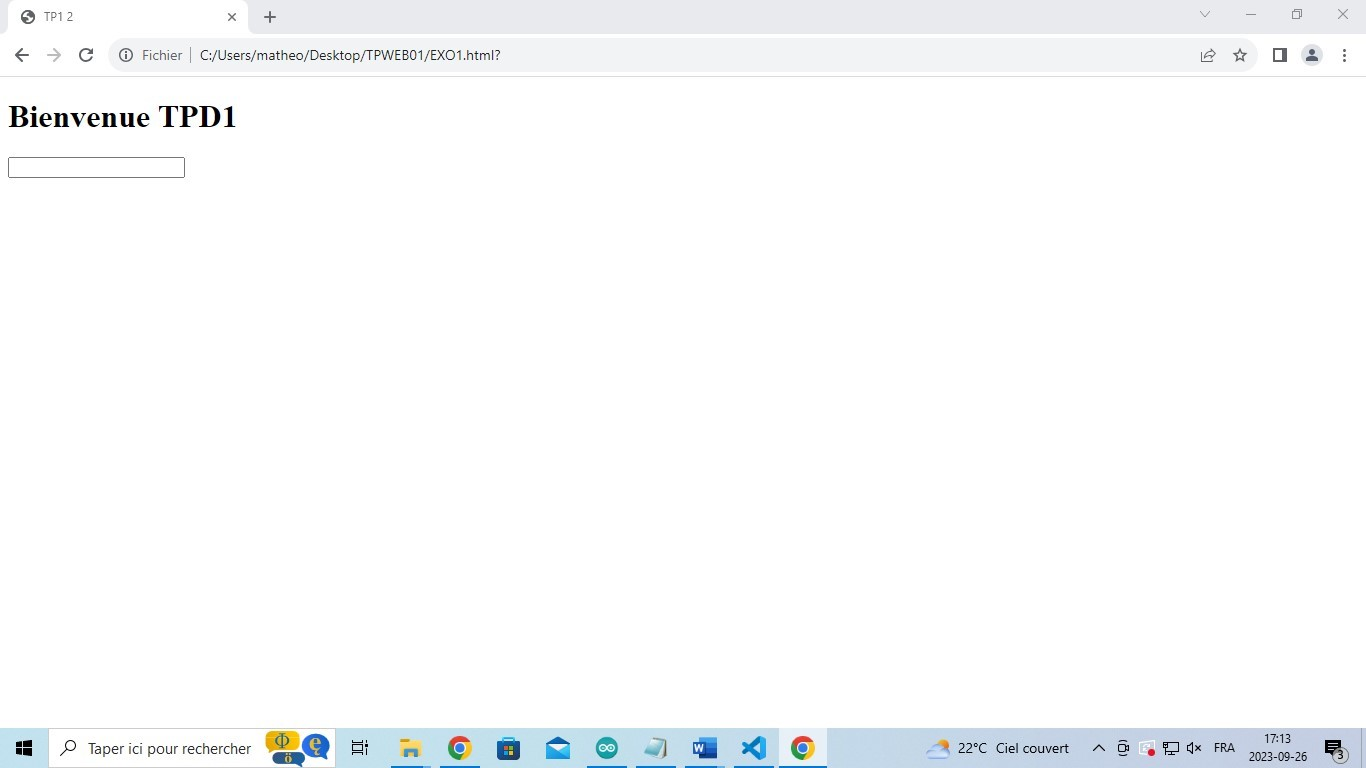 TP1 2
Fichier C:/Users/matheo/Desktop/TPWEB01/EXO1.html?
Bienvenue TPD1
Taper ici pour rechercher
22°C Ciel couvert
FRA
17:13
2023-09-26
3